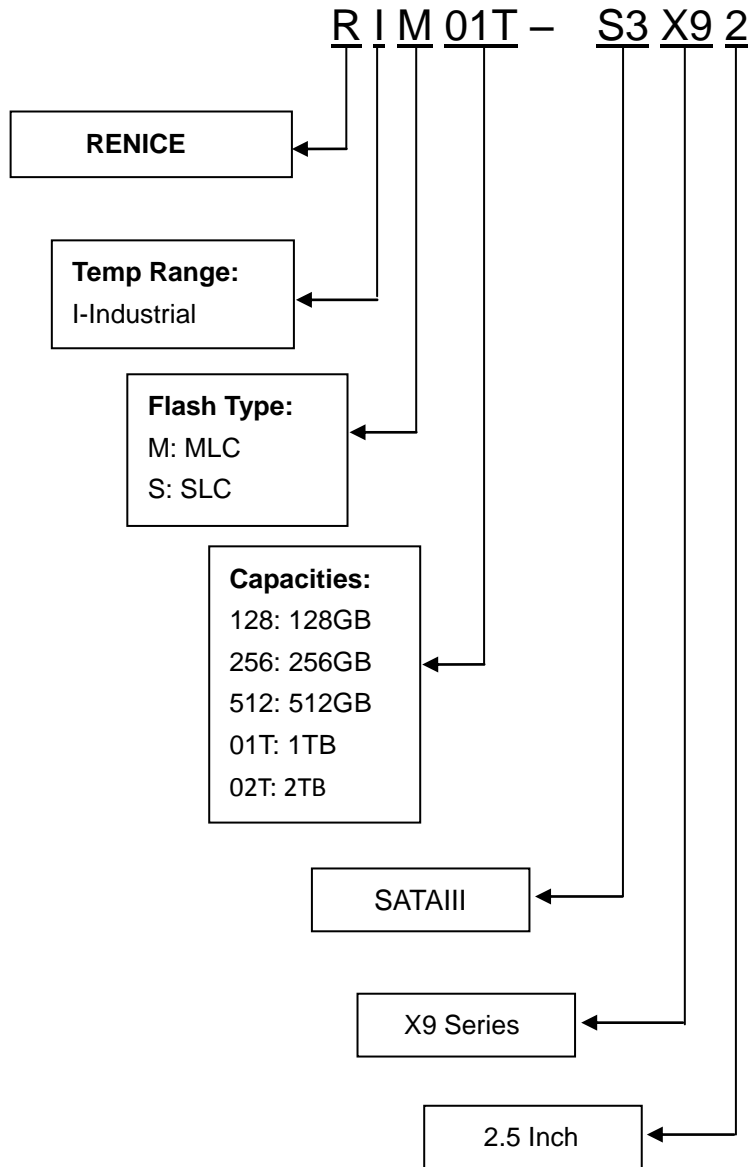 R I M 01T – S3 X9 2
RENICE
Temp Range:
I-Industrial
Flash Type:
M: MLC
S: SLC
Capacities:
128: 128GB
256: 256GB
512: 512GB
01T: 1TB
02T: 2TB
SATAIII
X9 Series
2.5 Inch